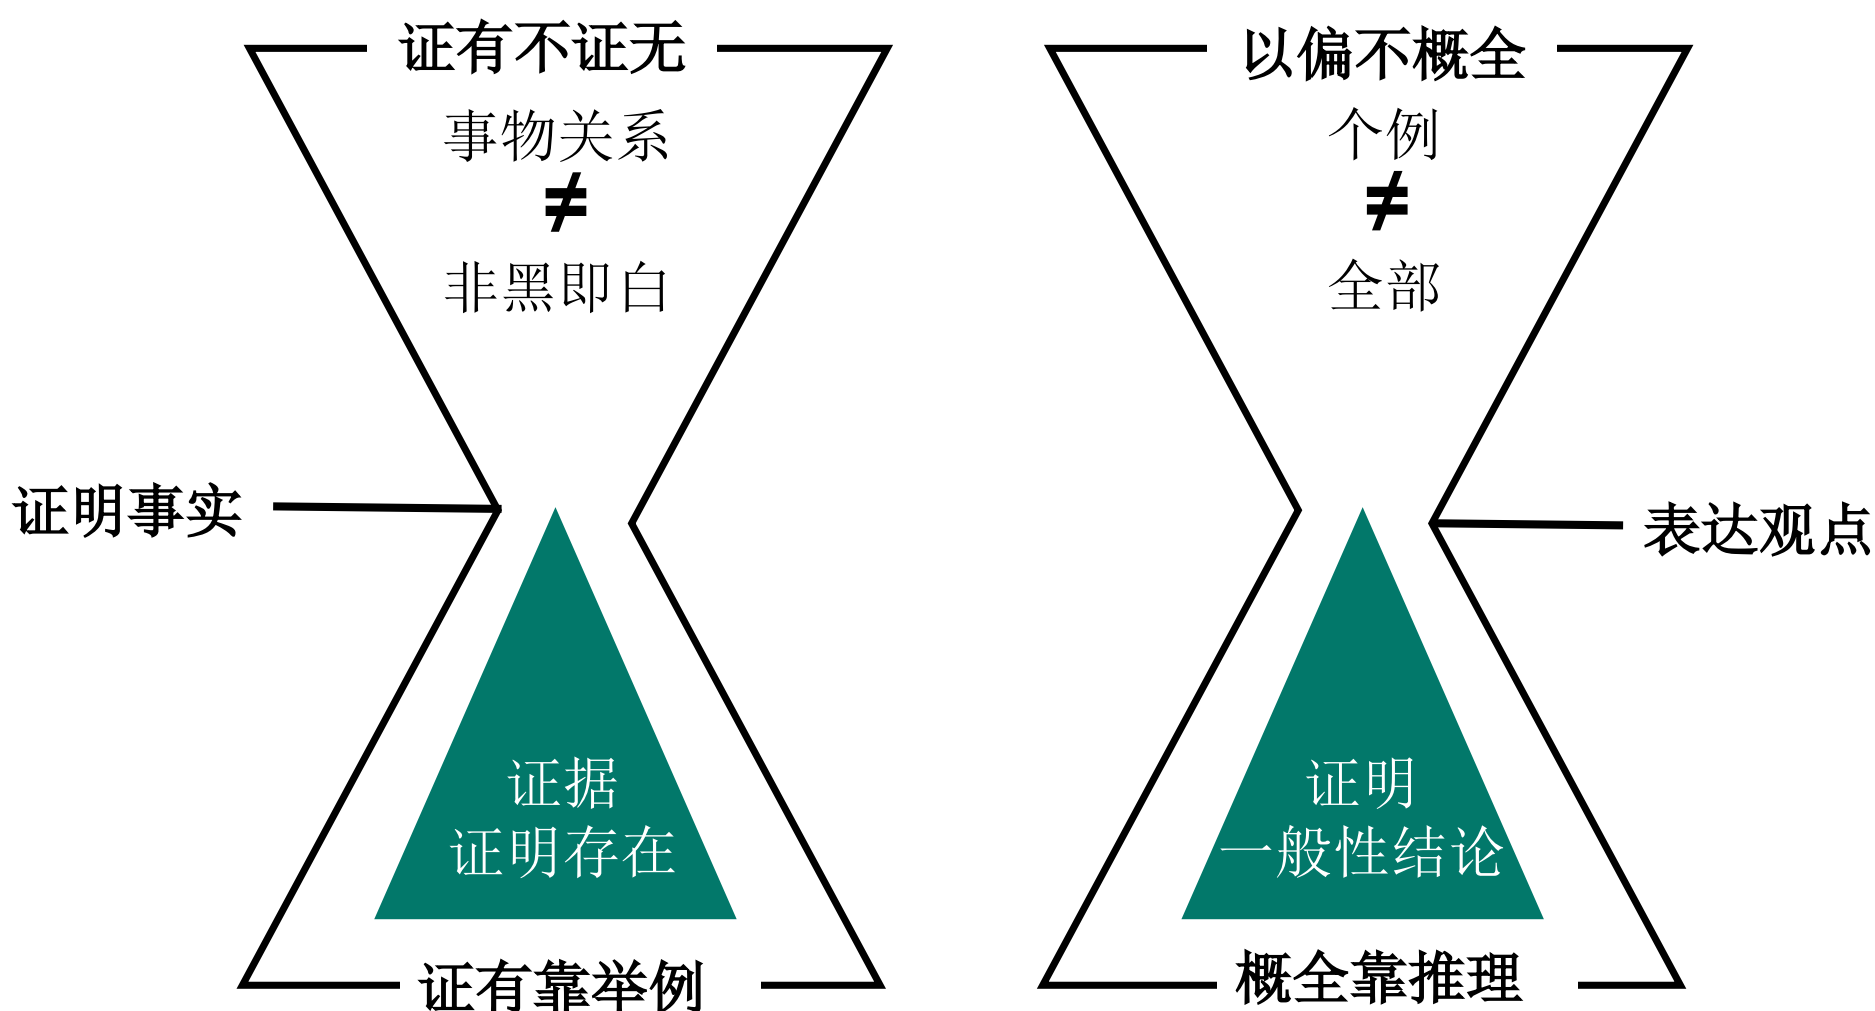 证有不证无
事物关系
≠
非黑即白
证明事实
证据
证明存在
证有靠举例
以偏不概全
个例
≠
全部
表达观点
证明
一般性结论
概全靠推理